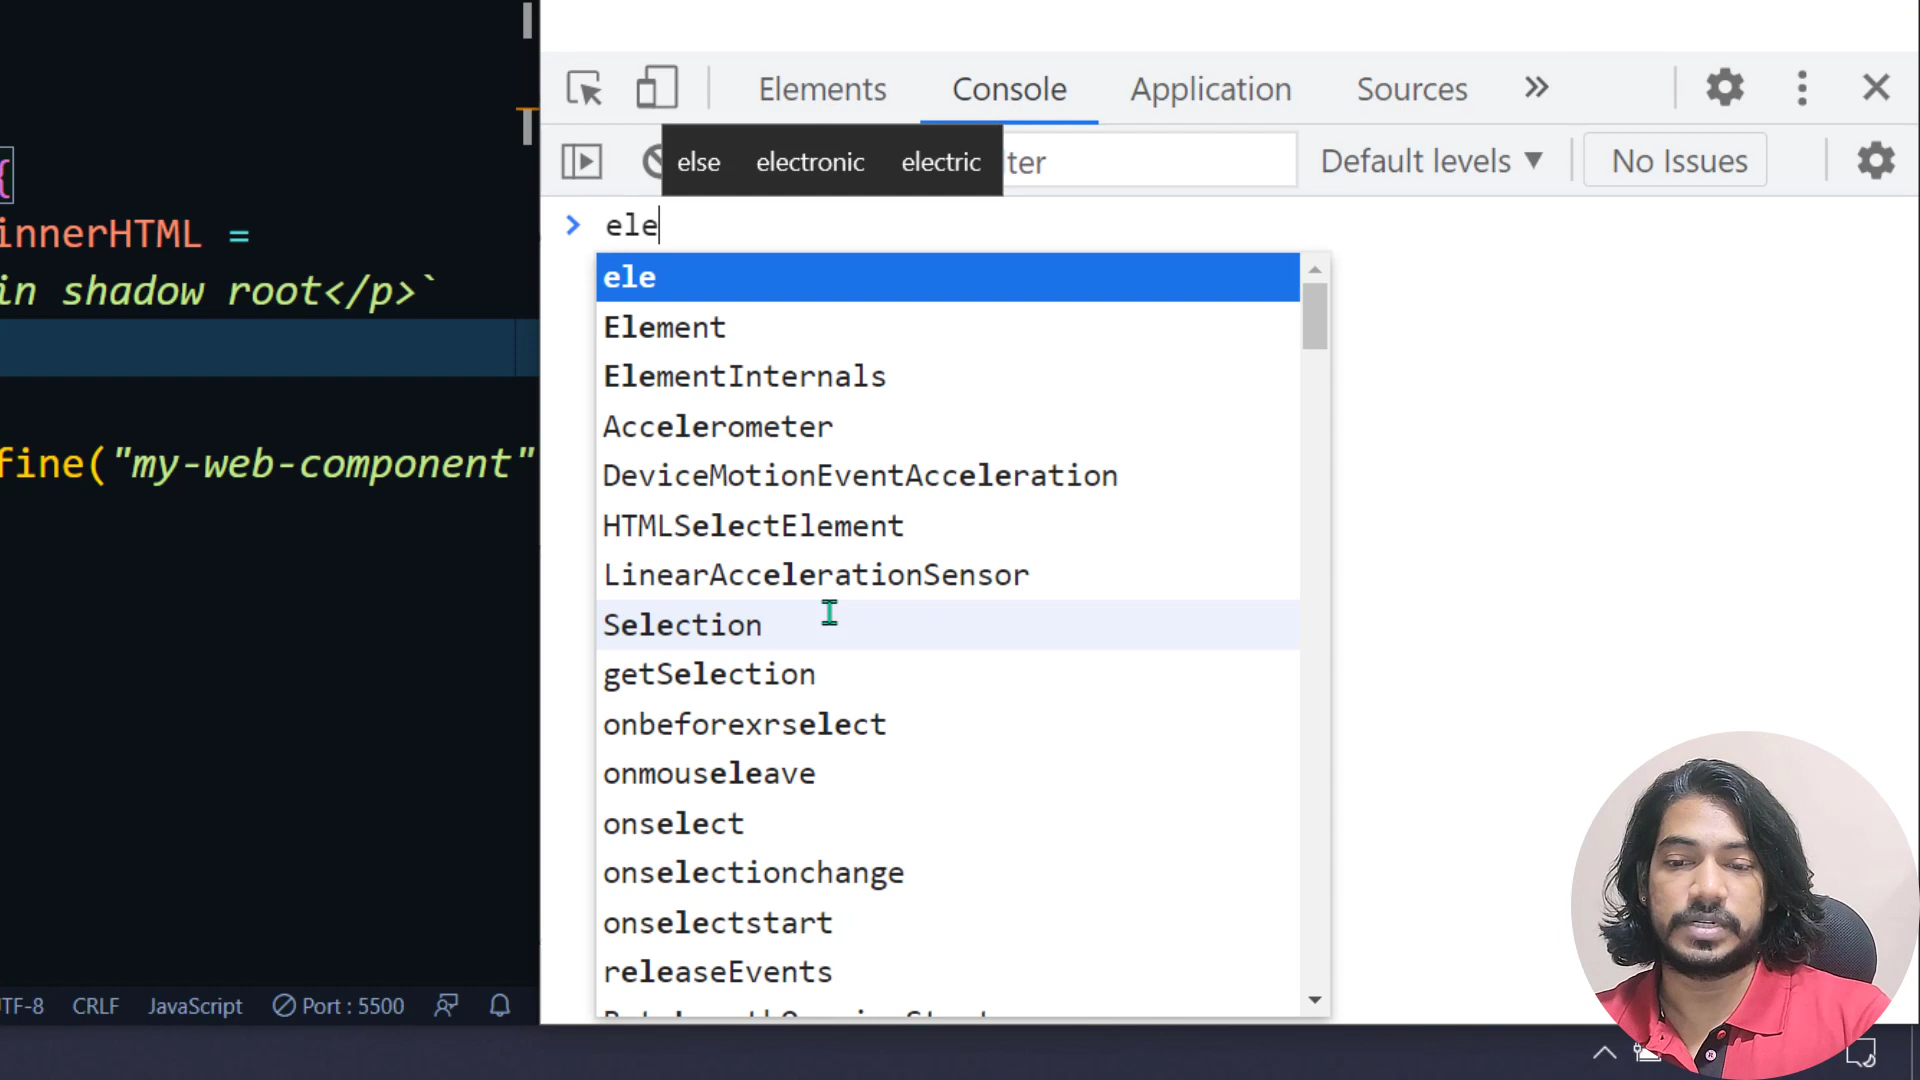 {
innerHTML =
in shadow root</p>`
fine("my-web-component"
TF-8 CRLF JavaScript Port : 5500
Elements Console Application Sources
else electronic electric
lter Default levels ▼ No Issues
> ele
ele
Element
ElementInternals
Accelerometer
DeviceMotionEventAcceleration
HTMLSelectElement
LinearAccelerationSensor
Selection
getSelection
onbeforexrselect
onmouseleave
onselect
onselectionchange
onselectstart
releaseEvents